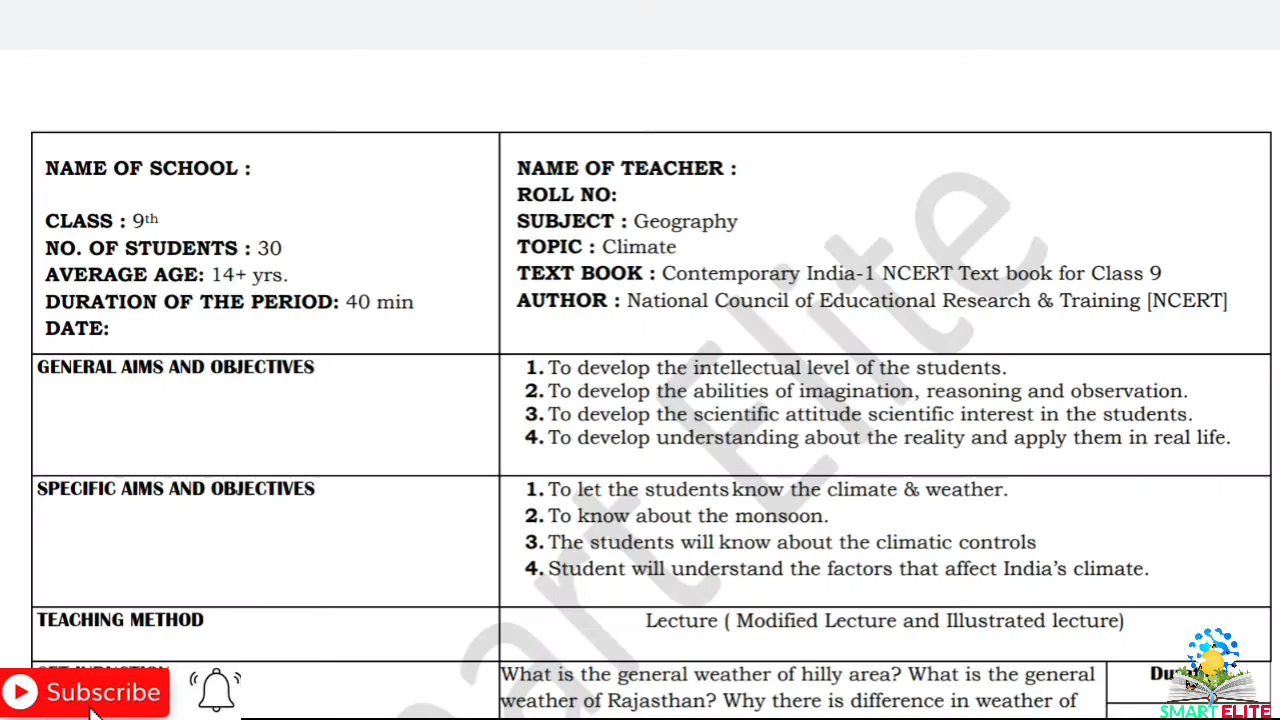 NAME OF SCHOOL :
CLASS : 9th
NO. OF STUDENTS : 30
AVERAGE AGE: 14+ yrs.
DURATION OF THE PERIOD: 40 min
DATE:
NAME OF TEACHER :
ROLL NO:
SUBJECT : Geography
TOPIC : Climate
TEXT BOOK : Contemporary India-1 NCERT Text book for Class 9
AUTHOR : National Council of Educational Research & Training [NCERT]
GENERAL AIMS AND OBJECTIVES
1. To develop the intellectual level of the students.
2. To develop the abilities of imagination, reasoning and observation.
3. To develop the scientific attitude scientific interest in the students.
4. To develop understanding about the reality and apply them in real life.
SPECIFIC AIMS AND OBJECTIVES
1. To let the students know the climate & weather.
2. To know about the monsoon.
3. The students will know about the climatic controls
4. Student will understand the factors that affect India's climate.
TEACHING METHOD
Lecture ( Modified Lecture and Illustrated lecture)
What is the general weather of hilly area? What is the general
weather of Rajasthan? Why there is difference in weather of
Subscribe
SMART ELITE